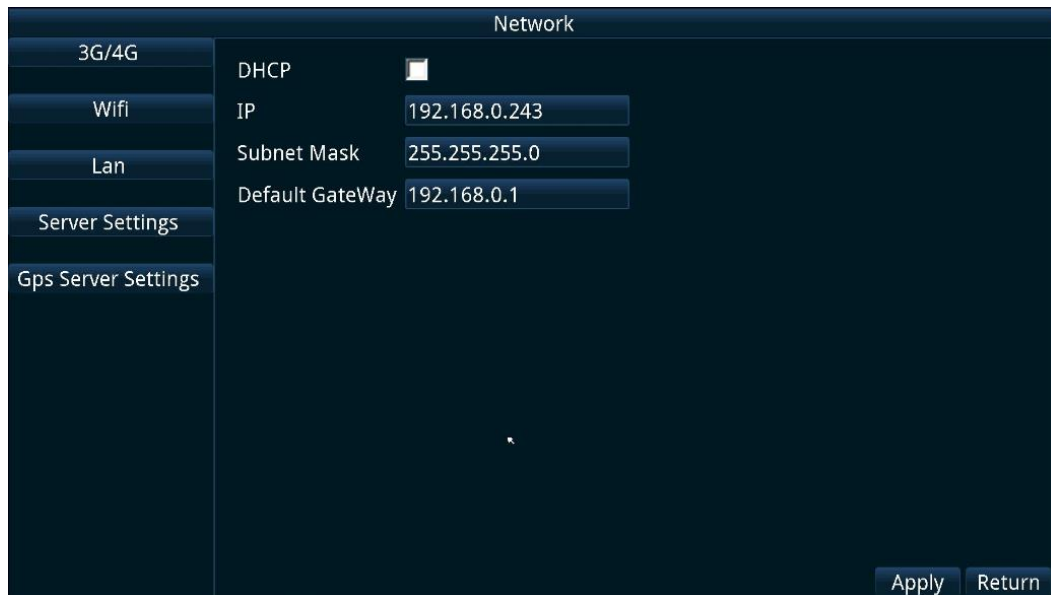 Network
3G/4G
Wifi
Lan
Server Settings
Gps Server Settings
DHCP
IP 192.168.0.243
Subnet Mask 255.255.255.0
Default GateWay 192.168.0.1
Apply Return